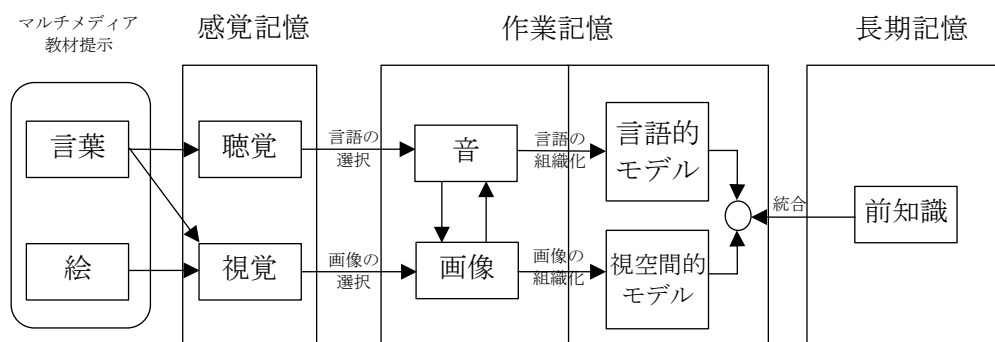 マルチメディア
教材提示
感覚記憶
作業記憶
長期記憶
言葉
聴覚
言語の
選択
音
言語の
組織化
言語的
モデル
統合
前知識
絵
視覚
画像の
選択
画像
画像の
組織化
視空間的
モデル